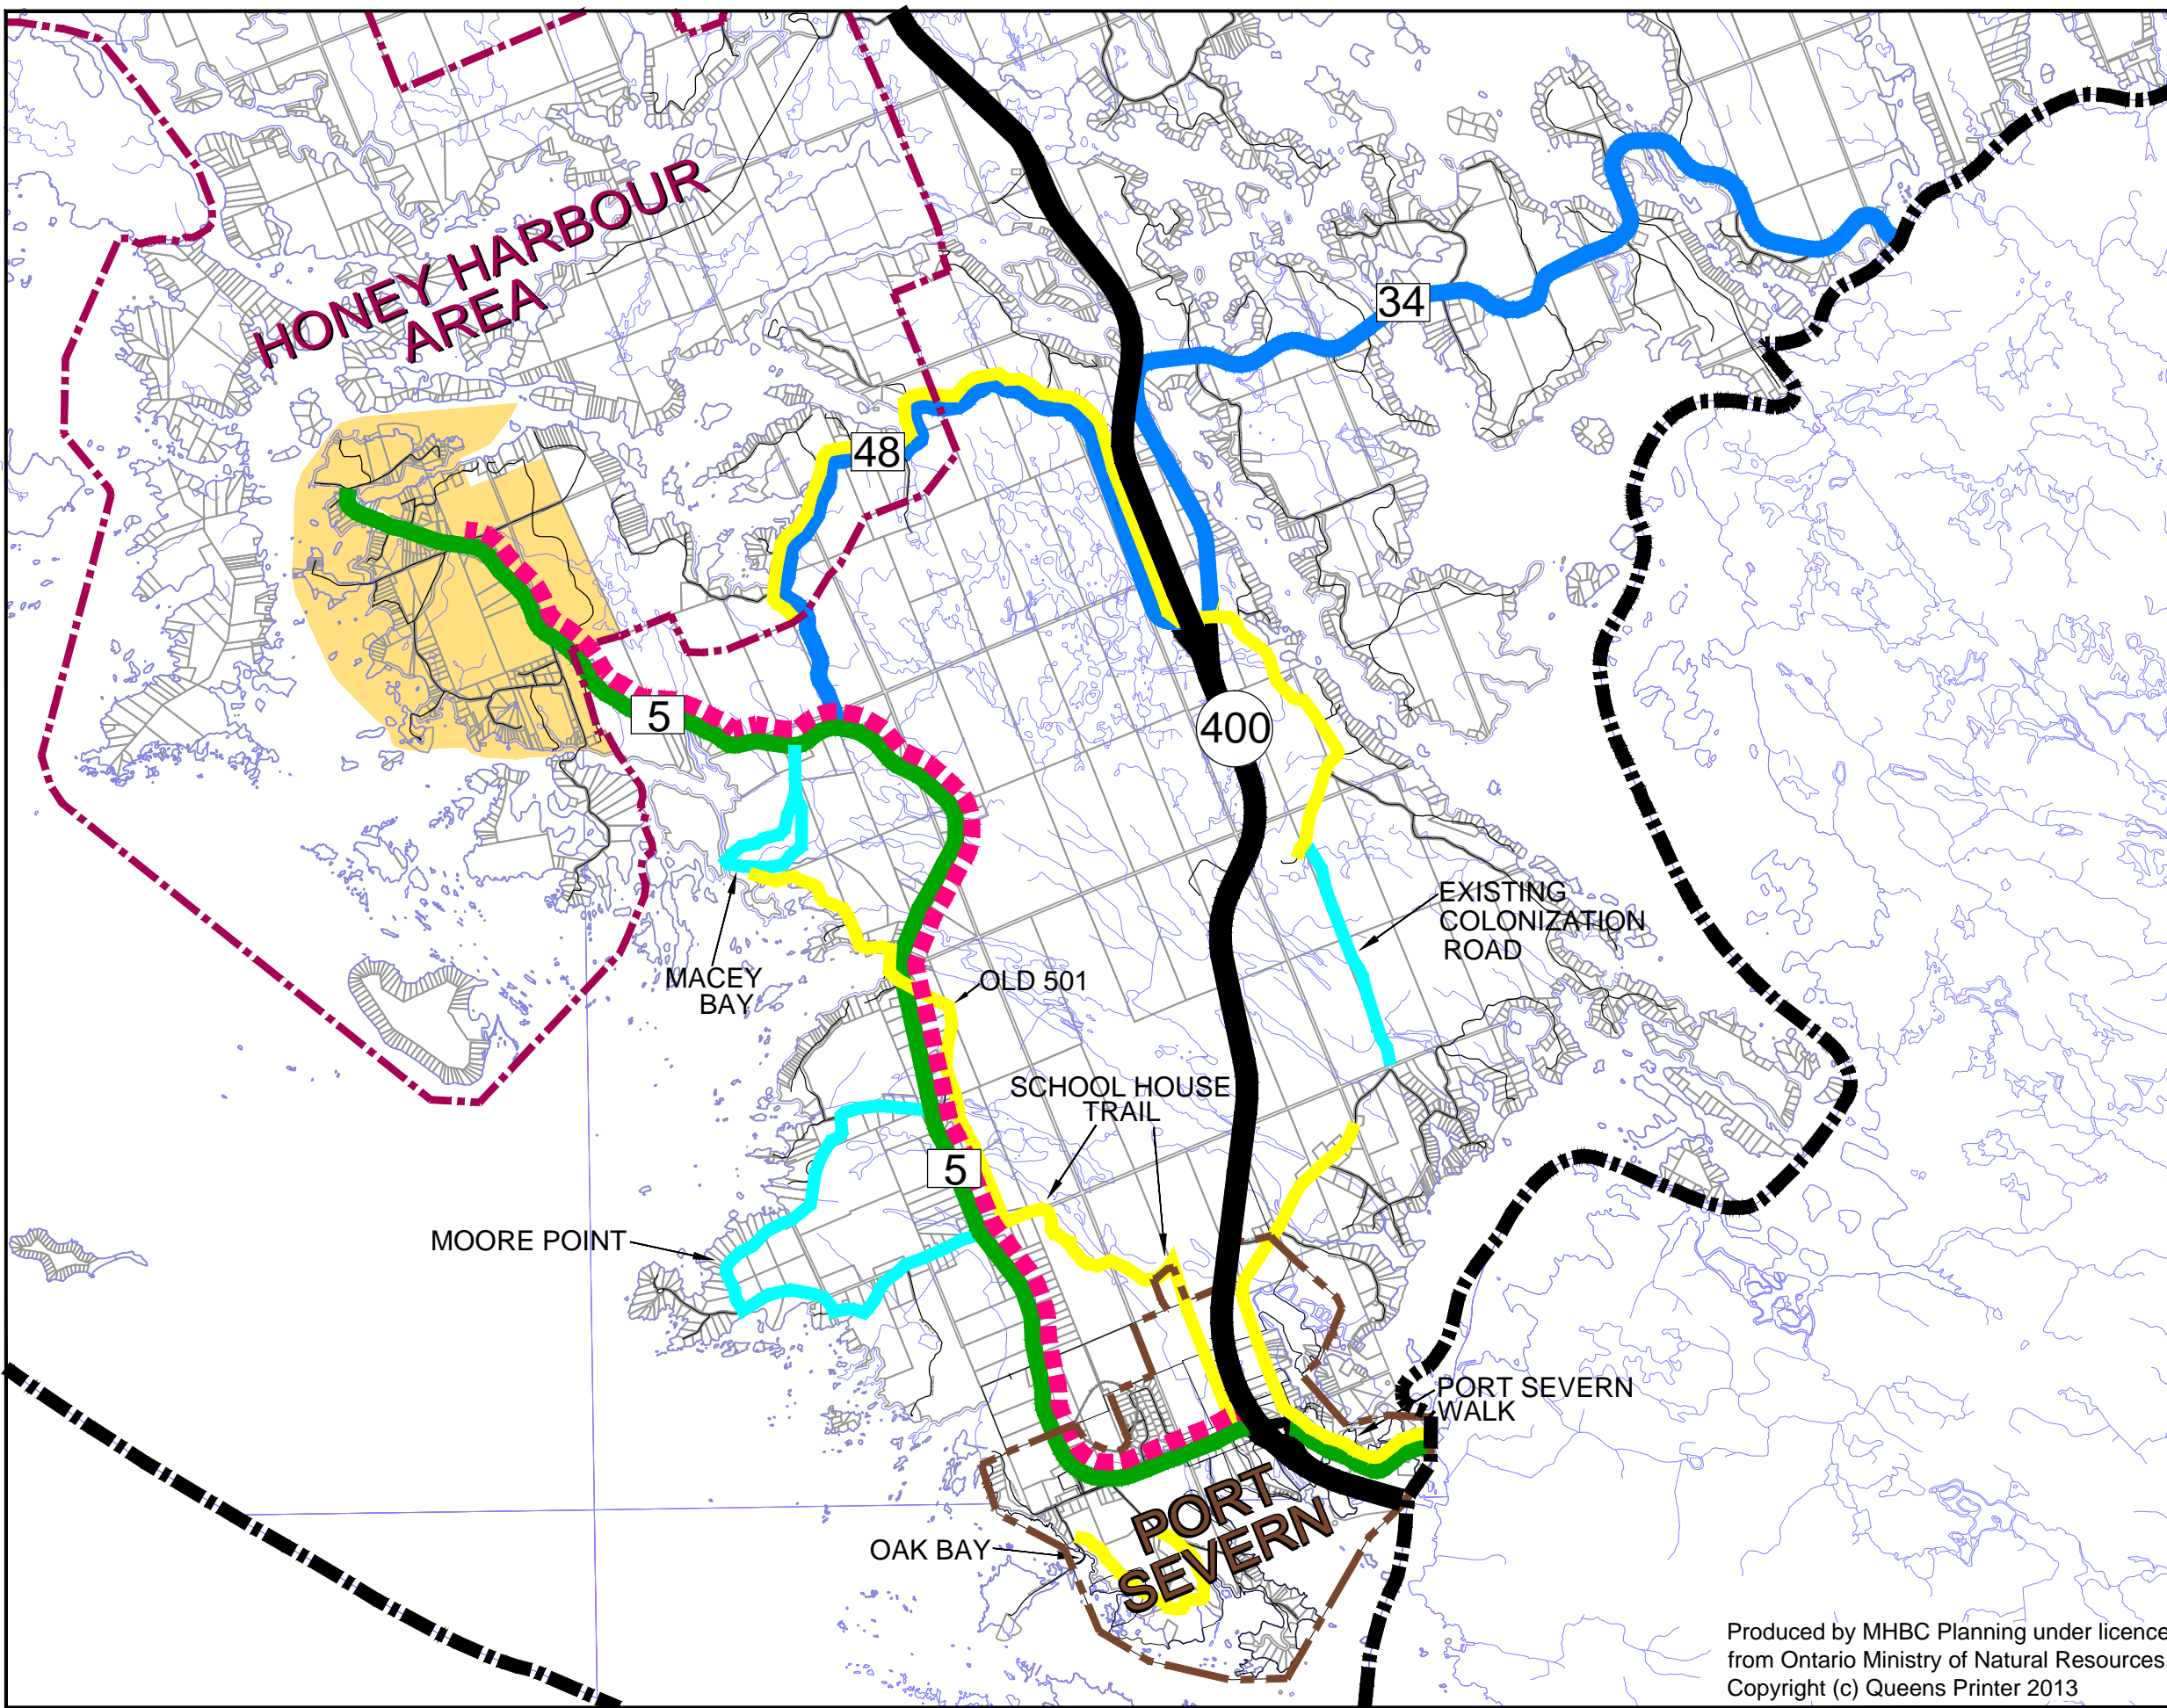 HONEY HARBOUR
AREA
34
48
5
400
EXISTING
COLONIZATION
ROAD
MACEY
BAY
OLD 501
SCHOOL HOUSE
TRAIL
5
MOORE POINT
PORT SEVERN
WALK
PORT
SEVERN
OAK BAY
Produced by MHBC Planning under licence
from Ontario Ministry of Natural Resources
Copyright (c) Queens Printer 2013